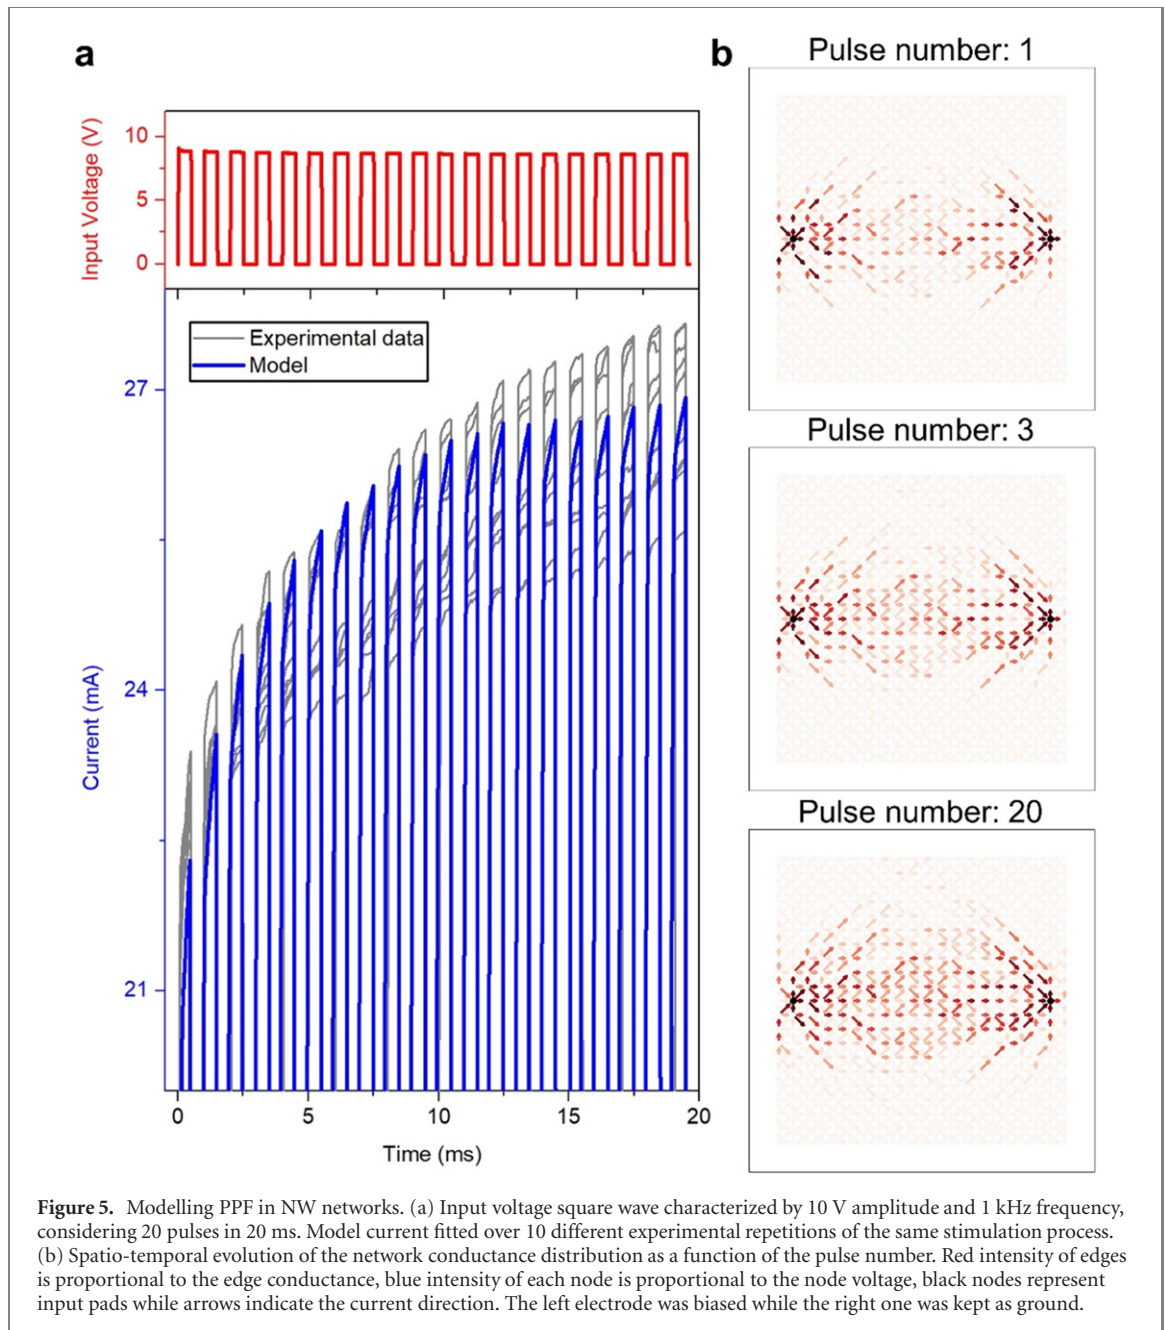 a
b
Pulse number: 1
Input Voltage (V)
10
5
0
Experimental data
Model
27
24
21
Current (mA)
0
5
10
15
20
Time (ms)
Pulse number: 3
Pulse number: 20
Figure 5. Modelling PPF in NW networks. (a) Input voltage square wave characterized by 10 V amplitude and 1 kHz frequency,
considering 20 pulses in 20 ms. Model current fitted over 10 different experimental repetitions of the same stimulation process.
(b) Spatio-temporal evolution of the network conductance distribution as a function of the pulse number. Red intensity of edges
is proportional to the edge conductance, blue intensity of each node is proportional to the node voltage, black nodes represent
input pads while arrows indicate the current direction. The left electrode was biased while the right one was kept as ground.